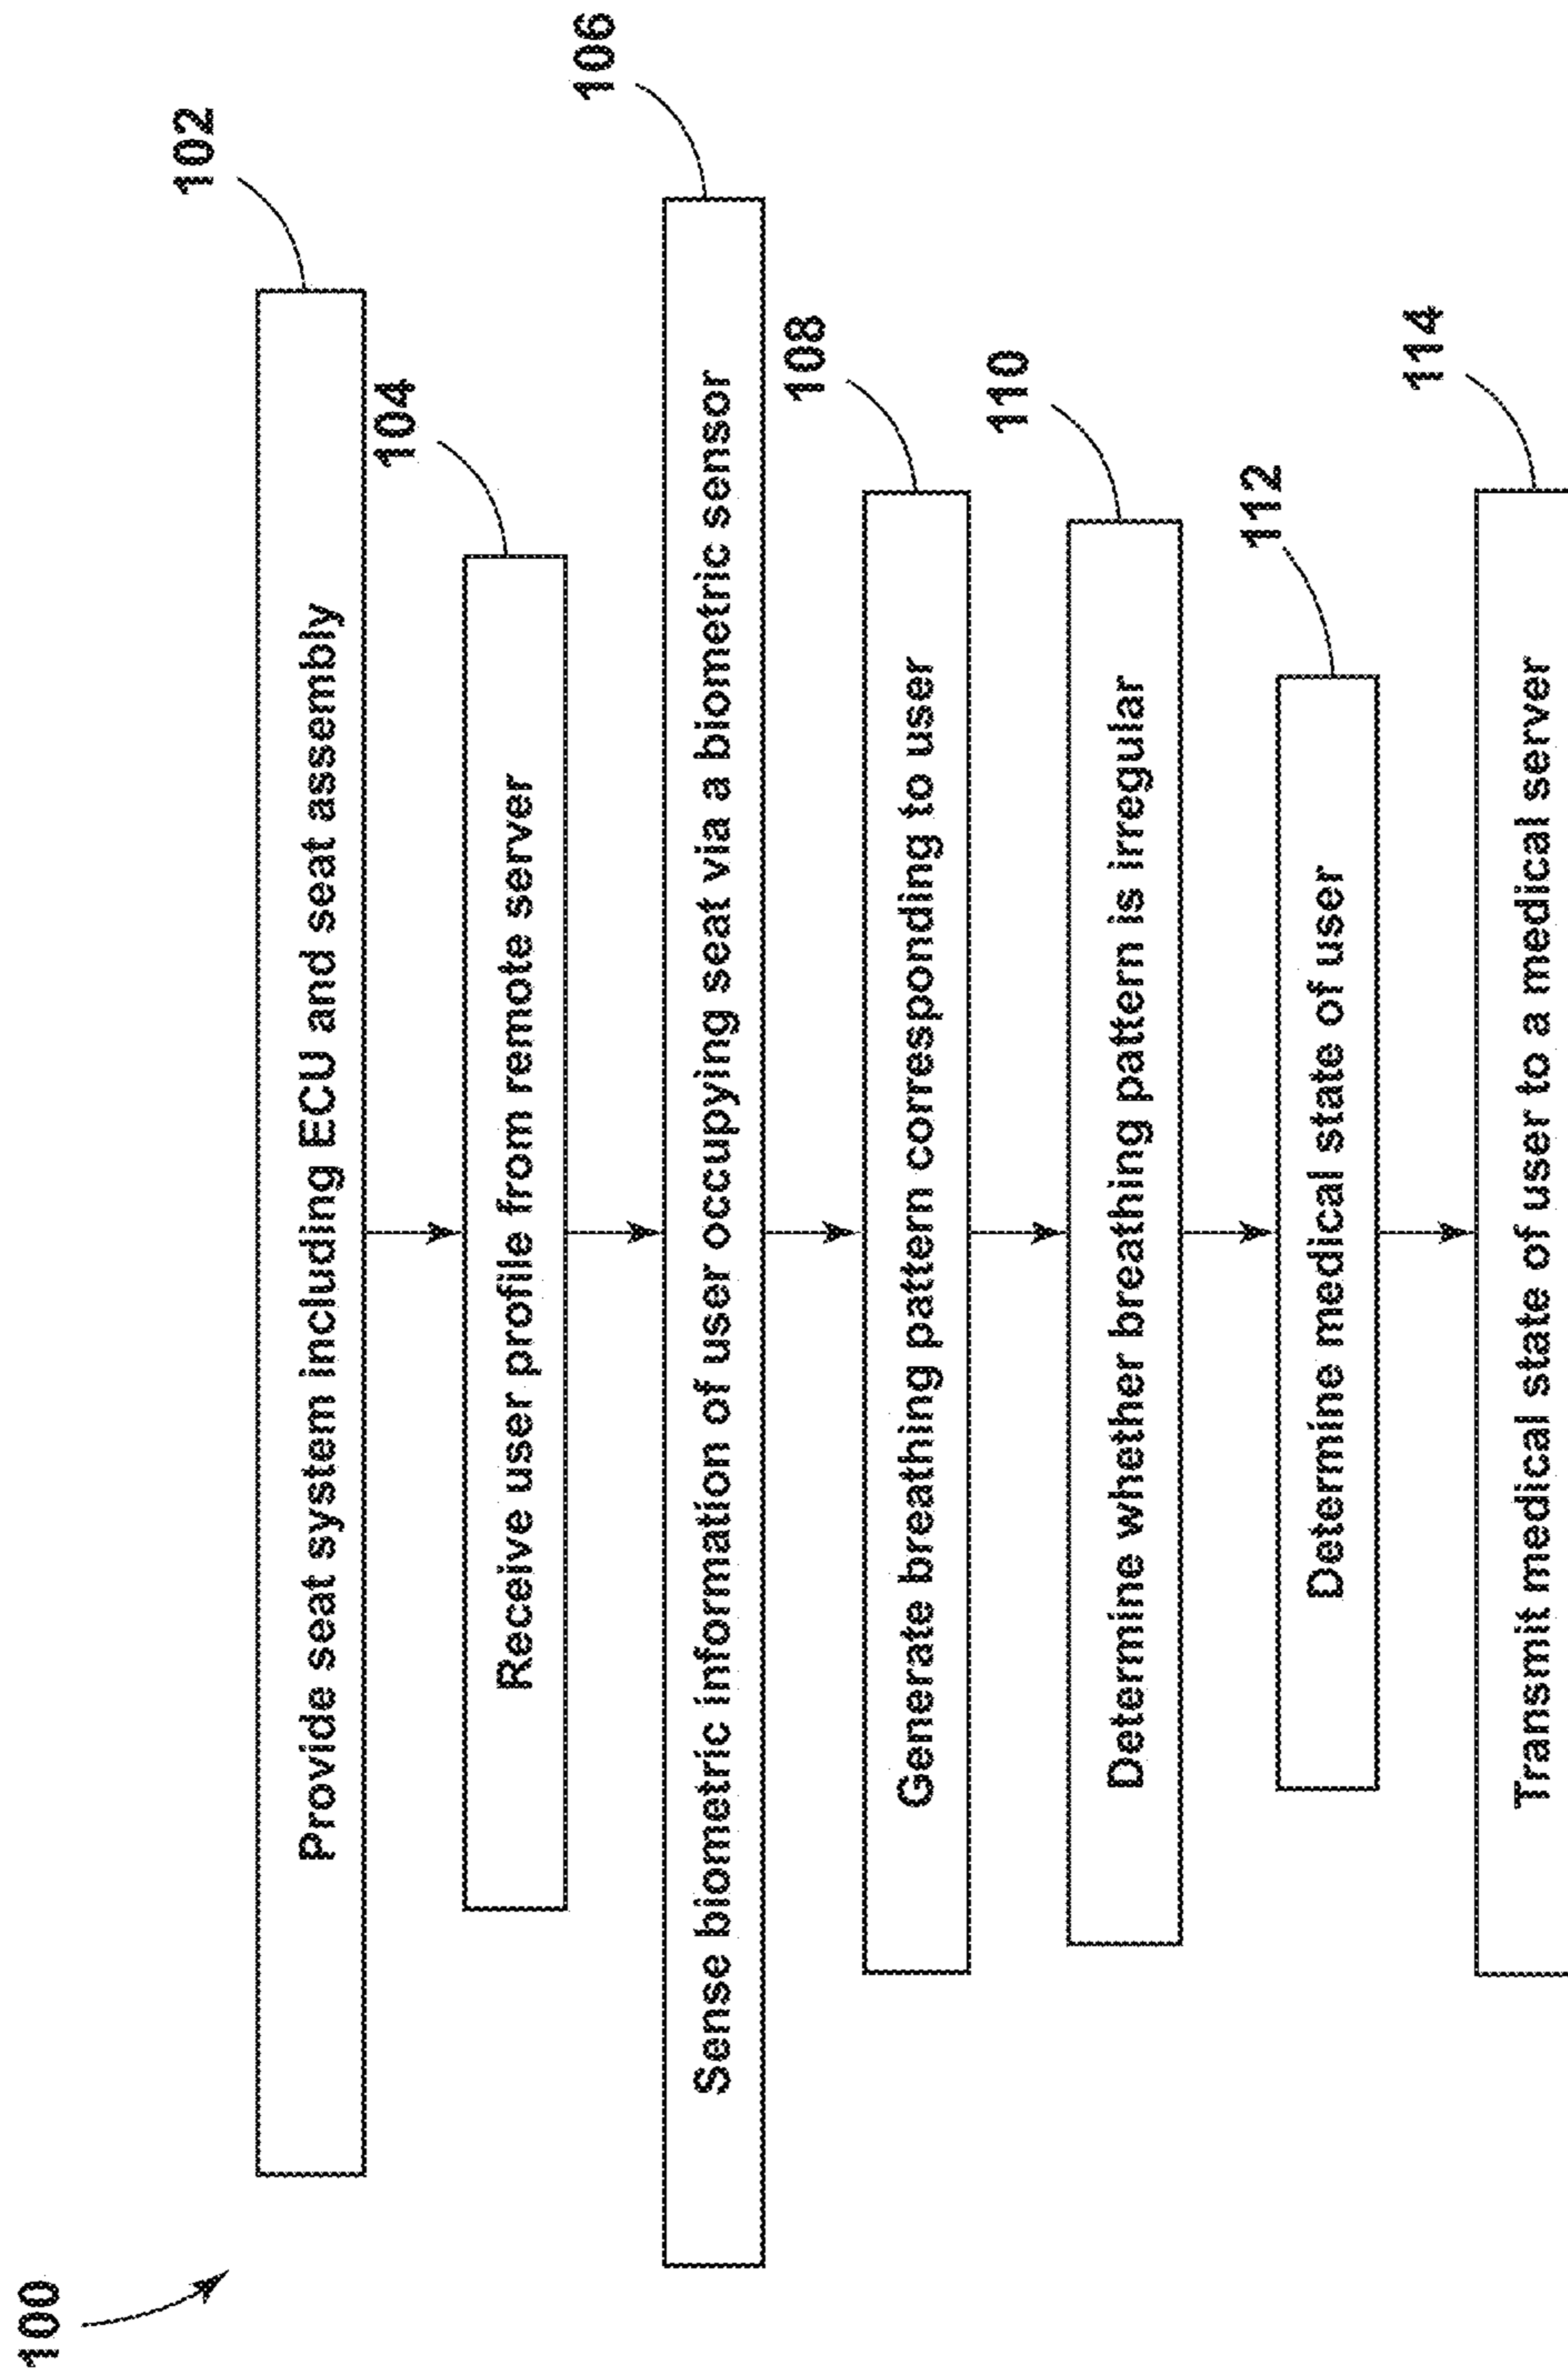 100
102
Provide seat system including ECU and seat assembly
104
Receive user profile from remote server
106
Sense biometric information of user occupying seat via a biometric sensor
108
Generate breathing pattern corresponding to user
110
Determine whether breathing pattern is irregular
112
Determine medical state of user
114
Transmit medical state of user to a medical server